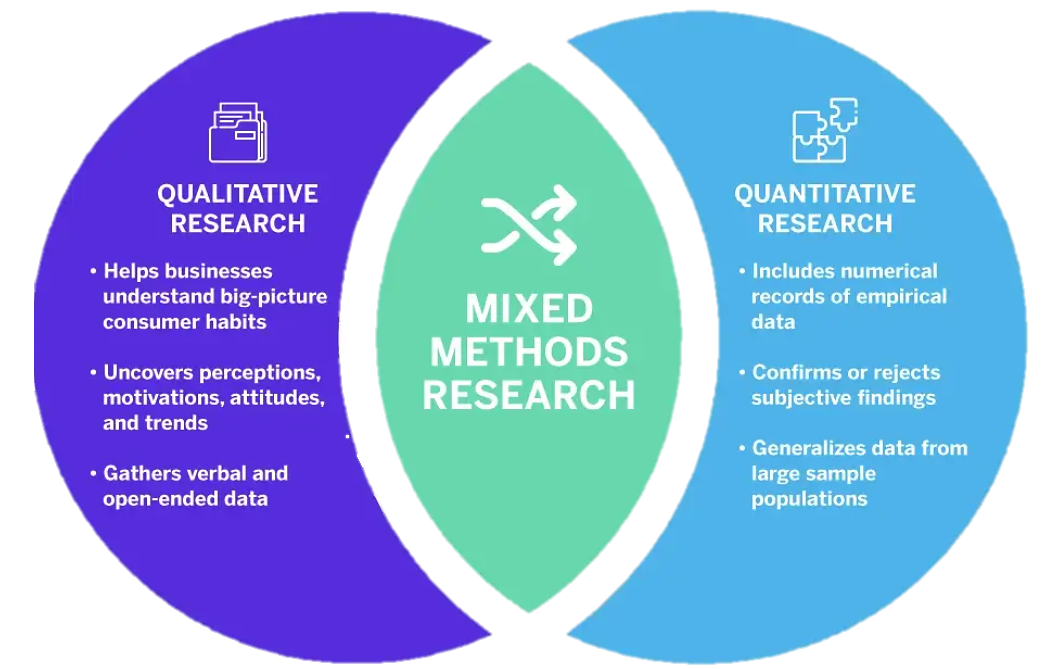 QUALITATIVE
RESEARCH
• Helps businesses
understand big-picture
consumer habits
• Uncovers perceptions,
motivations, attitudes,
and trends
• Gathers verbal and
open-ended data
MIXED
METHODS
RESEARCH
QUANTITATIVE
RESEARCH
• Includes numerical
records of empirical
data
• Confirms or rejects
subjective findings
• Generalizes data from
large sample
populations